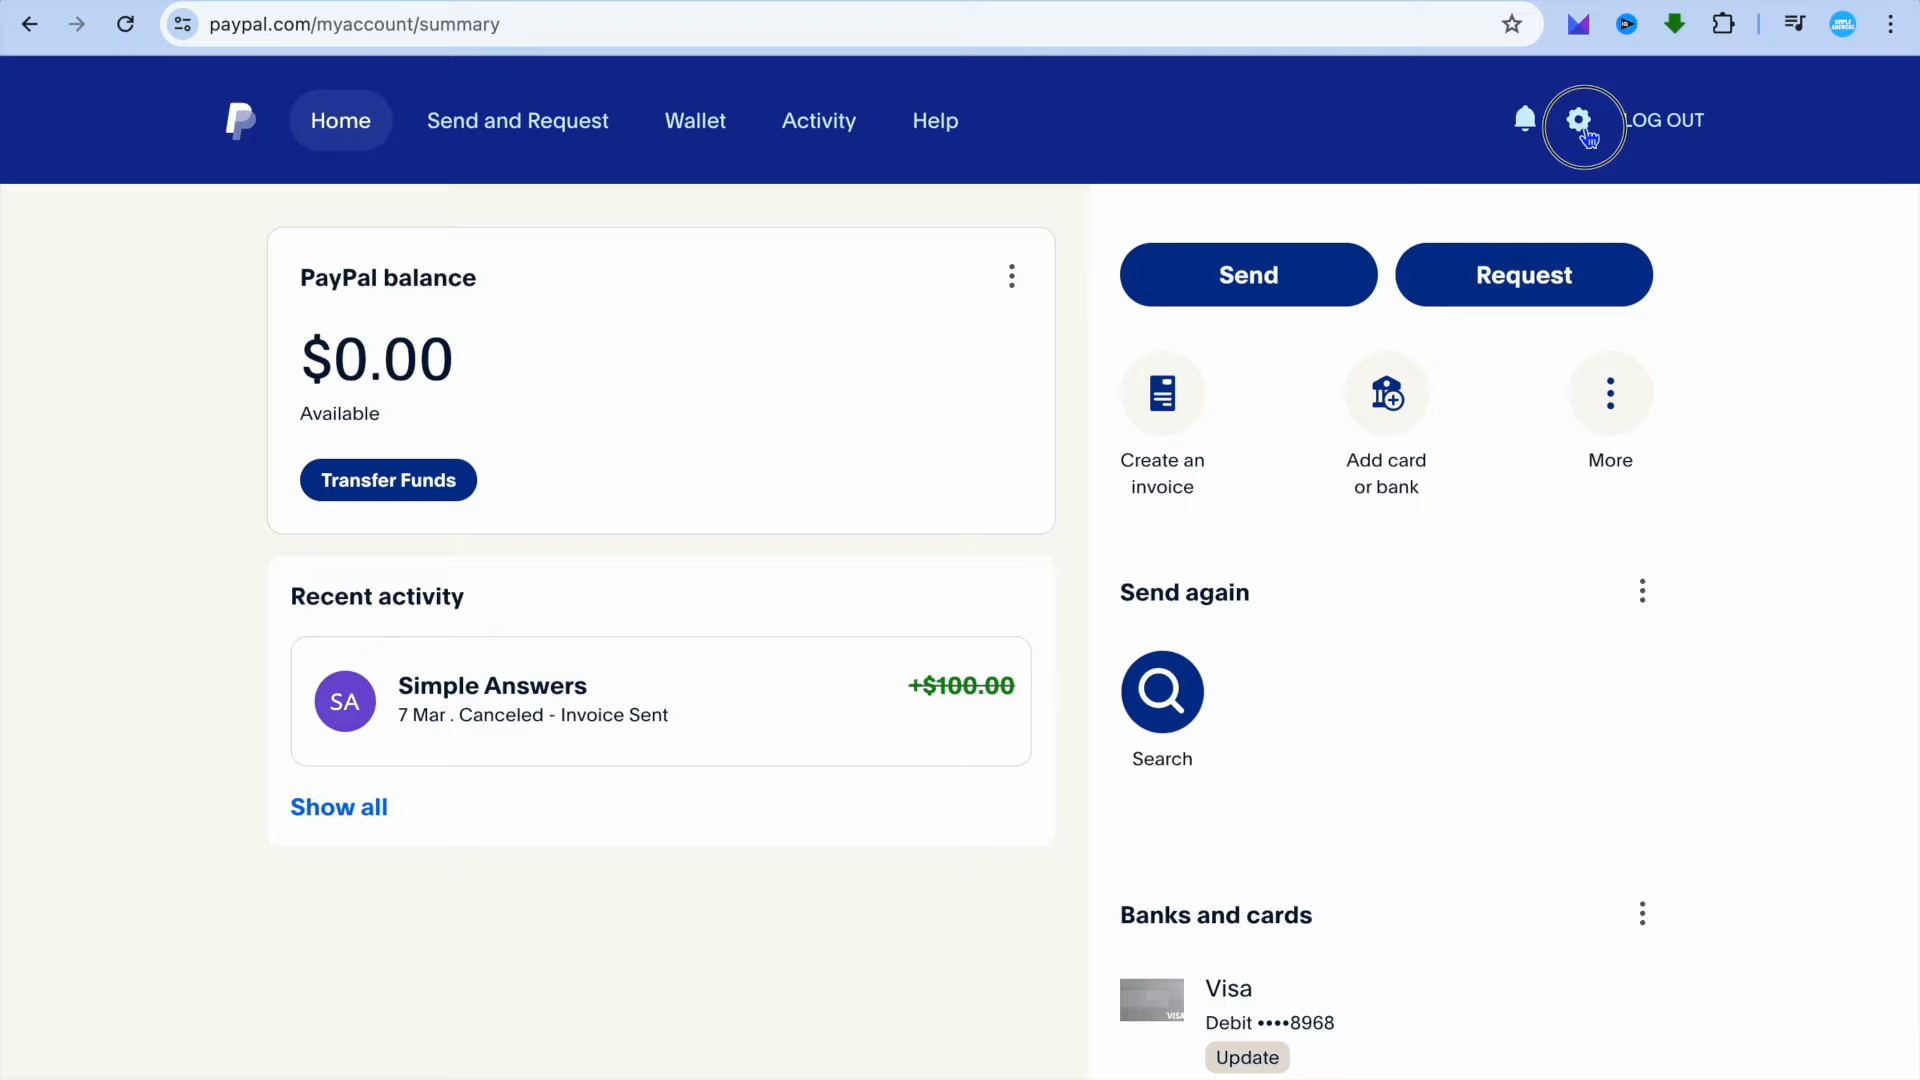 paypal.com/myaccount/summary
Home
Send and Request
Wallet
Activity
Help
LOG OUT
PayPal balance
$0.00
Available
Transfer Funds
Recent activity
SA
Simple Answers
+$100.00
7 Mar . Canceled - Invoice Sent
Show all
Send
Request
Create an
invoice
Add card
or bank
More
Send again
Search
Banks and cards
VISA
Visa
Debit ••••8968
Update